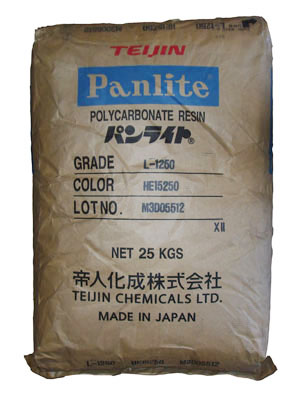 TEIJIN
Panlite
POLYCARBONATE RESIN
パンライト®
GRADE L-1250
COLOR HE15250
LOT NO. M3D05512
XII
NET 25 KGS
帝人化成株式会社
TEIJIN CHEMICALS LTD.
MADE IN JAPAN